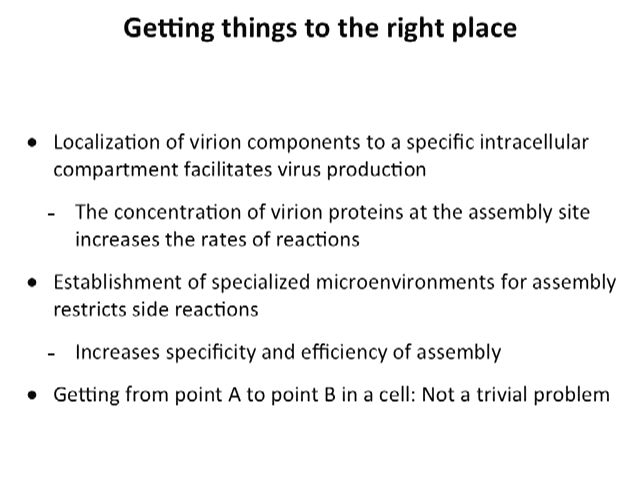 Getting things to the right place
● Localization of virion components to a specific intracellular
compartment facilitates virus production
- The concentration of virion proteins at the assembly site
increases the rates of reactions
● Establishment of specialized microenvironments for assembly
restricts side reactions
- Increases specificity and efficiency of assembly
● Getting from point A to point B in a cell: Not a trivial problem